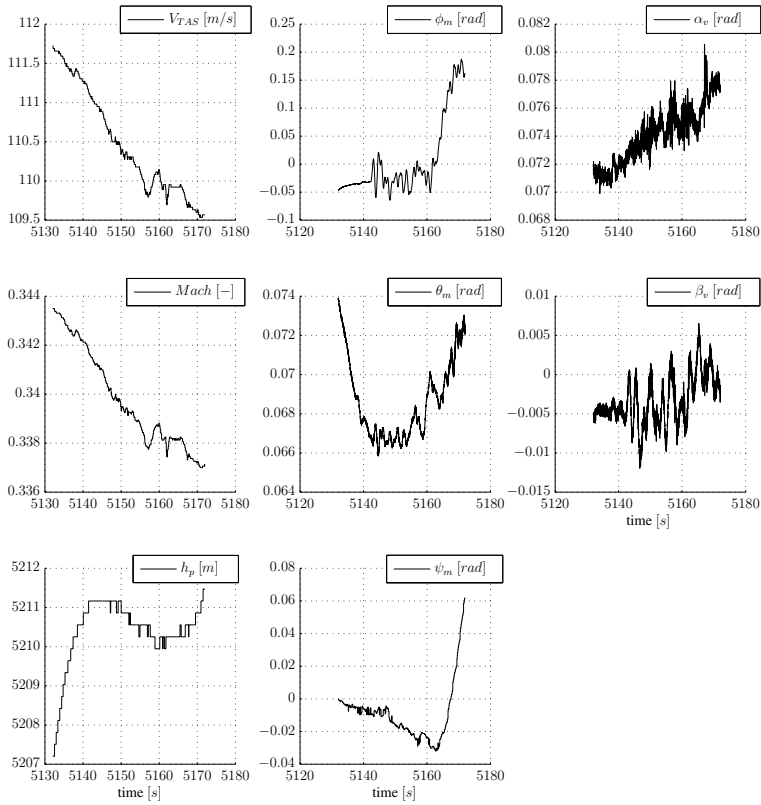 V_TAS [m/s]
112
111.5
111
110.5
110
109.5
5130 5140 5150 5160 5170 5180
ϕ_m [rad]
0.25
0.20
0.15
0.10
0.05
0
−0.05
−0.1
5120 5140 5160 5180
α_v [rad]
0.082
0.08
0.078
0.076
0.074
0.072
0.07
0.068
5120 5140 5160 5180
Mach [−]
0.344
0.342
0.34
0.338
0.336
5130 5140 5150 5160 5170 5180
θ_m [rad]
0.074
0.072
0.07
0.068
0.066
0.064
5120 5140 5160 5180
β_v [rad]
0.01
0.005
0
−0.005
−0.01
−0.015
5120 5140 5160 5180
time [s]
h_p [m]
5212
5211
5210
5209
5208
5207
5130 5140 5150 5160 5170 5180
time [s]
ψ_m [rad]
0.08
0.06
0.04
0.02
0
−0.02
−0.04
5120 5140 5160 5180
time [s]